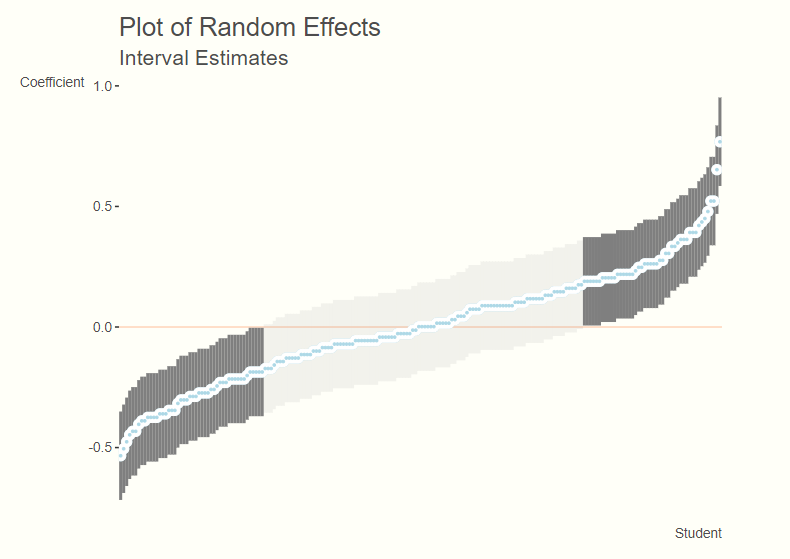 Plot of Random Effects
Interval Estimates
Coefficient
1.0
0.5
0.0
-0.5
Student